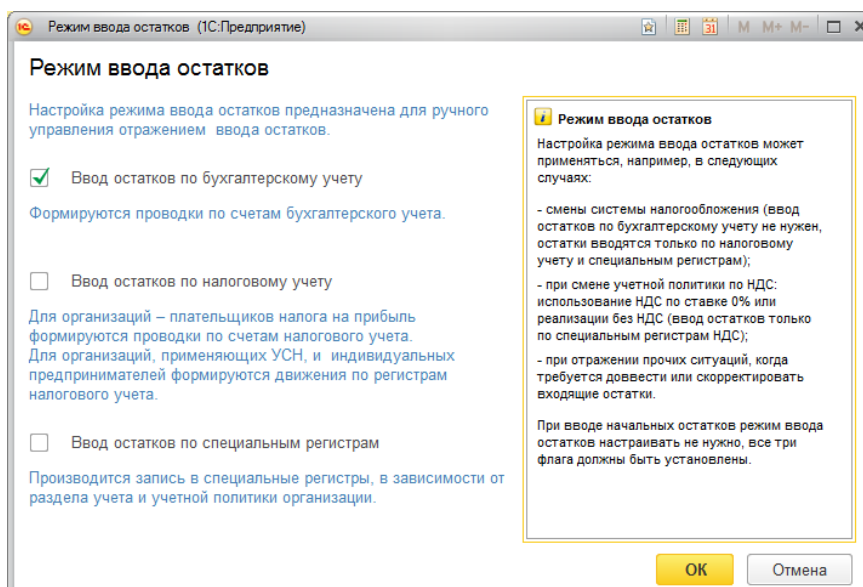 Режим ввода остатков (1С:Предприятие)
M M+ M-
Режим ввода остатков
Настройка режима ввода остатков предназначена для ручного
управления отражением ввода остатков.
Ввод остатков по бухгалтерскому учету
Формируются проводки по счетам бухгалтерского учета.
Ввод остатков по налоговому учету
Для организаций – плательщиков налога на прибыль
формируются проводки по счетам налогового учета.
Для организаций, применяющих УСН, и индивидуальных
предпринимателей формируются движения по регистрам
налогового учета.
Ввод остатков по специальным регистрам
Производится запись в специальные регистры, в зависимости от
раздела учета и учетной политики организации.
Режим ввода остатков
Настройка режима ввода остатков может
применяться, например, в следующих
случаях:
- смены системы налогообложения (ввод
остатков по бухгалтерскому учету не нужен,
остатки вводятся только по налоговому
учету и специальным регистрам);
- при смене учетной политики по НДС:
использование НДС по ставке 0% или
реализации без НДС (ввод остатков только
по специальным регистрам НДС);
- при отражении прочих ситуаций, когда
требуется доввести или скорректировать
входящие остатки.
При вводе начальных остатков режим ввода
остатков настраивать не нужно, все три
флага должны быть установлены.
ОК
Отмена